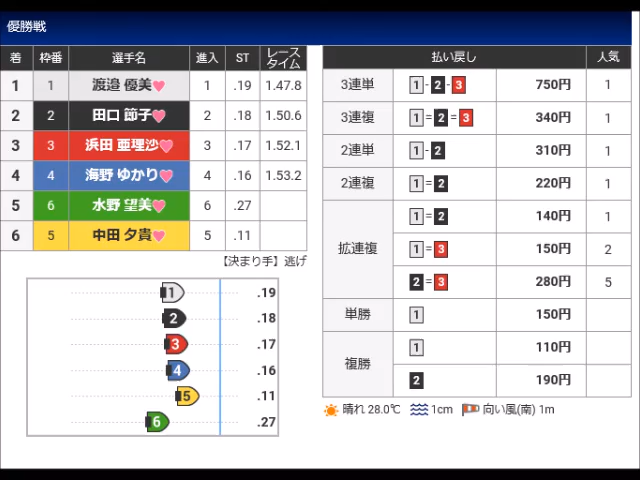 優勝戦
着 枠番 選手名 進入 ST レースタイム
1 1 渡邉 優美 1 .19 1.47.8
2 2 田口 節子 2 .18 1.50.6
3 3 浜田 亜理沙 3 .17 1.52.1
4 4 海野 ゆかり 4 .16 1.53.2
5 6 水野 望美 6 .27
6 5 中田 夕貴 5 .11
【決まり手】逃げ
1 .19
2 .18
3 .17
4 .16
5 .11
6 .27
払い戻し 人気
3連単 1-2-3 750円 1
3連複 1=2=3 340円 1
2連単 1-2 310円 1
2連複 1=2 220円 1
拡連複 1=2 140円 1
1=3 150円 2
2=3 280円 5
単勝 1 150円
複勝 1 110円
2 190円
晴れ 28.0℃ 1cm 向い風(南) 1m